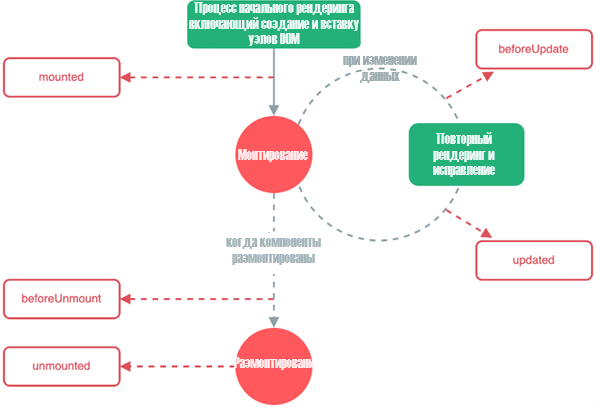 Процесс начального рендеринга
включающий создание и вставку
узлов DOM
beforeUpdate
при изменении
данных
mounted
Монтирование
Повторный
рендеринг и
исправление
когда компоненты
размонтированы
updated
beforeUnmount
unmounted
Размонтирование